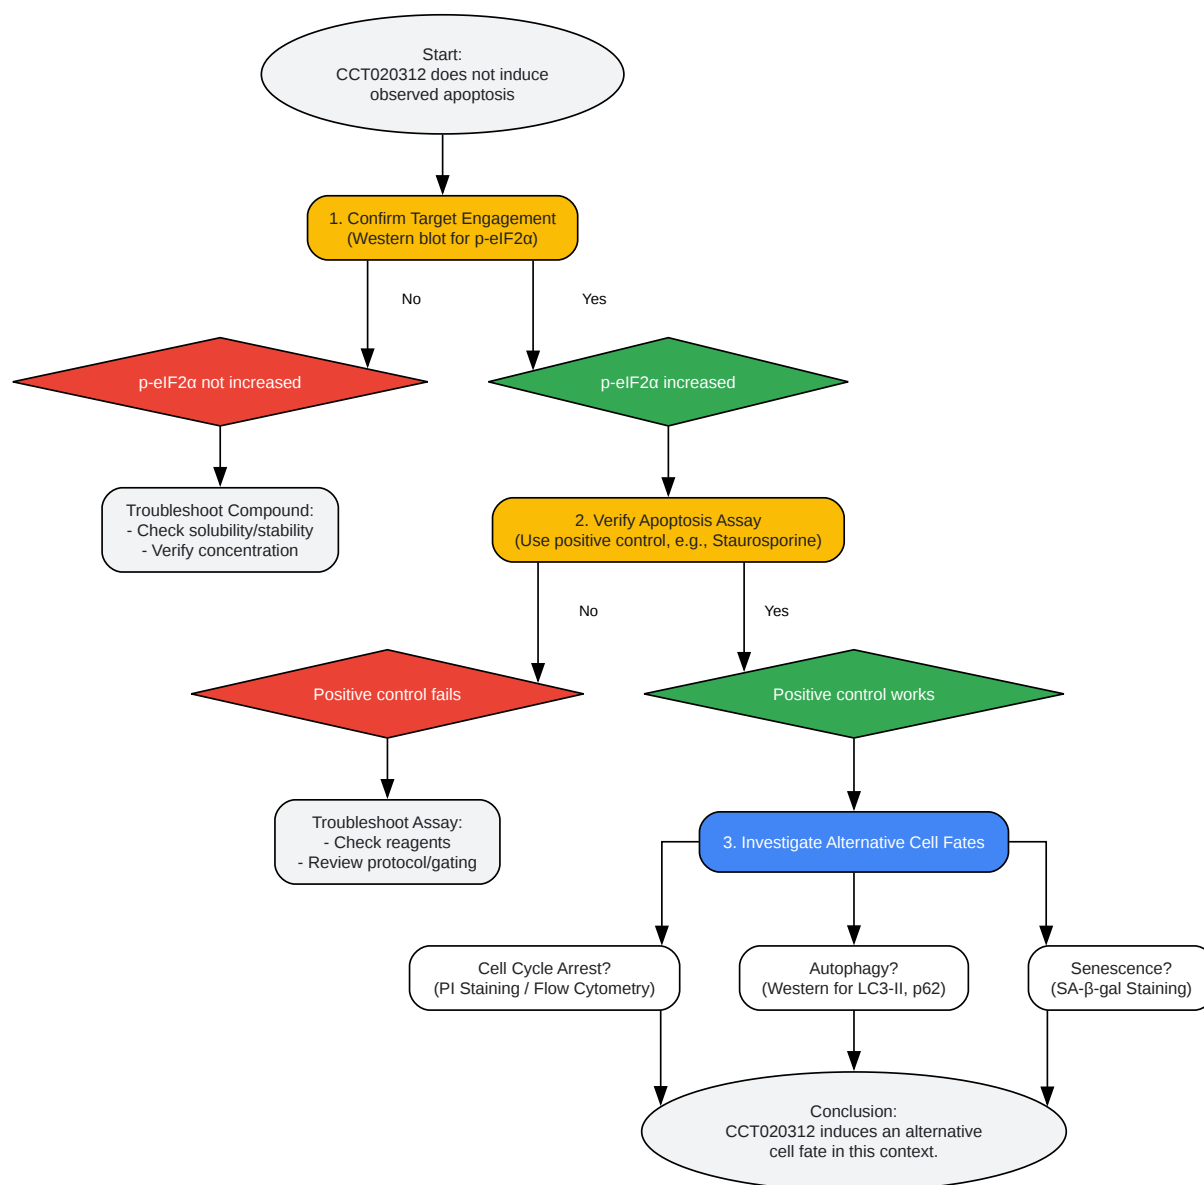 Start:
CCT020312 does not induce
observed apoptosis
1. Confirm Target Engagement
(Western blot for p-eIF2α)
No
Yes
p-eIF2α not increased
p-eIF2α increased
Troubleshoot Compound:
- Check solubility/stability
- Verify concentration
2. Verify Apoptosis Assay
(Use positive control, e.g., Staurosporine)
No
Yes
Positive control fails
Positive control works
Troubleshoot Assay:
- Check reagents
- Review protocol/gating
3. Investigate Alternative Cell Fates
Cell Cycle Arrest?
(PI Staining / Flow Cytometry)
Autophagy?
(Western for LC3-II, p62)
Senescence?
(SA-β-gal Staining)
Conclusion:
CCT020312 induces an alternative
cell fate in this context.